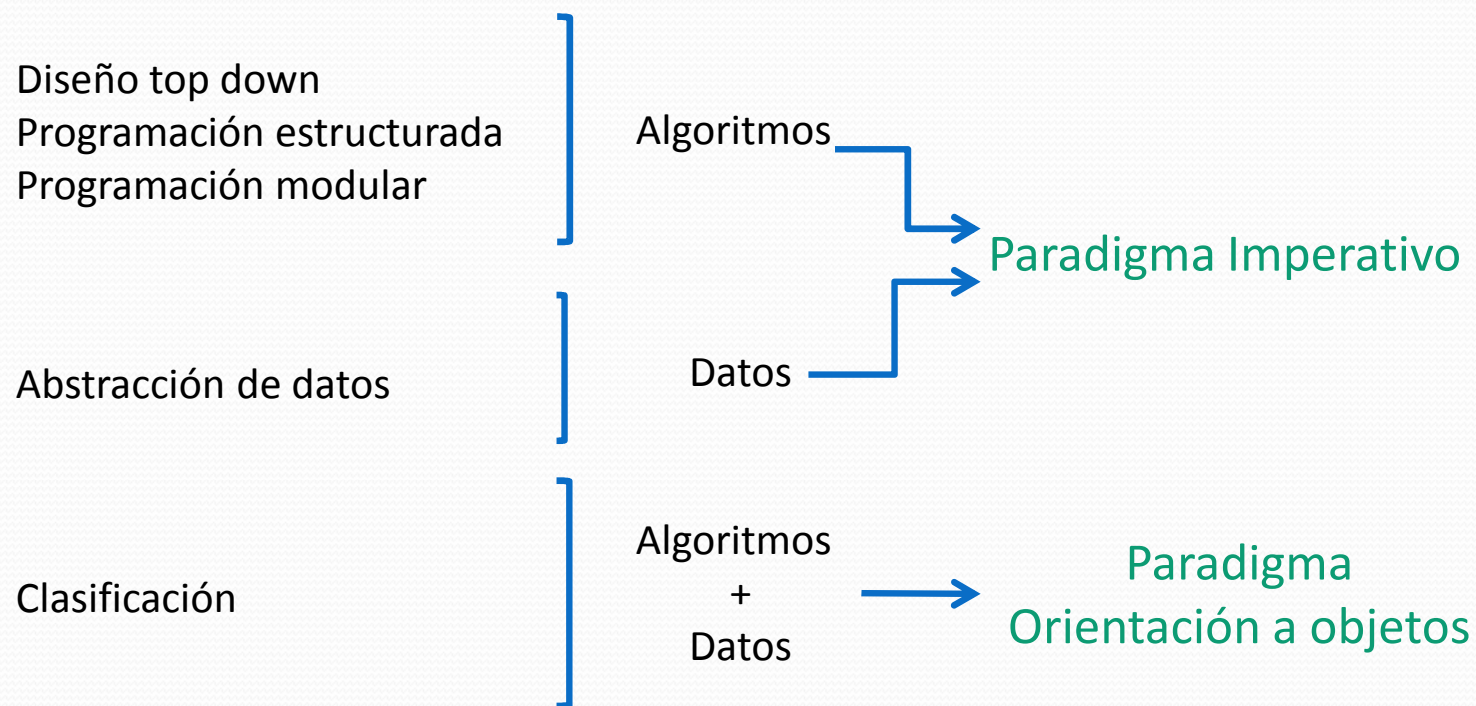 Diseño top down
Programación estructurada
Programación modular
Algoritmos
Paradigma Imperativo
Abstracción de datos
Datos
Clasificación
Algoritmos
+
Datos
Paradigma
Orientación a objetos